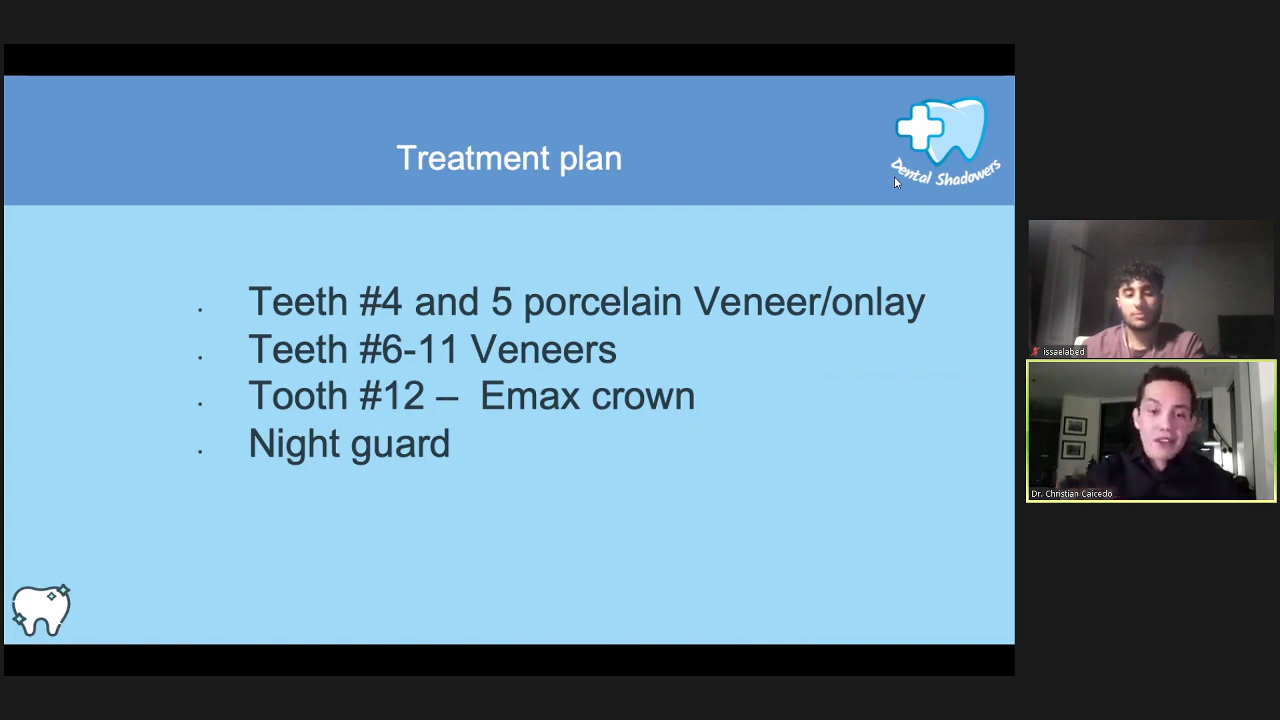 Treatment plan
Dental Shadowers
. Teeth #4 and 5 porcelain Veneer/onlay
. Teeth #6-11 Veneers
. Tooth #12 – Emax crown
. Night guard
issaelabed
Dr. Christian Caicedo